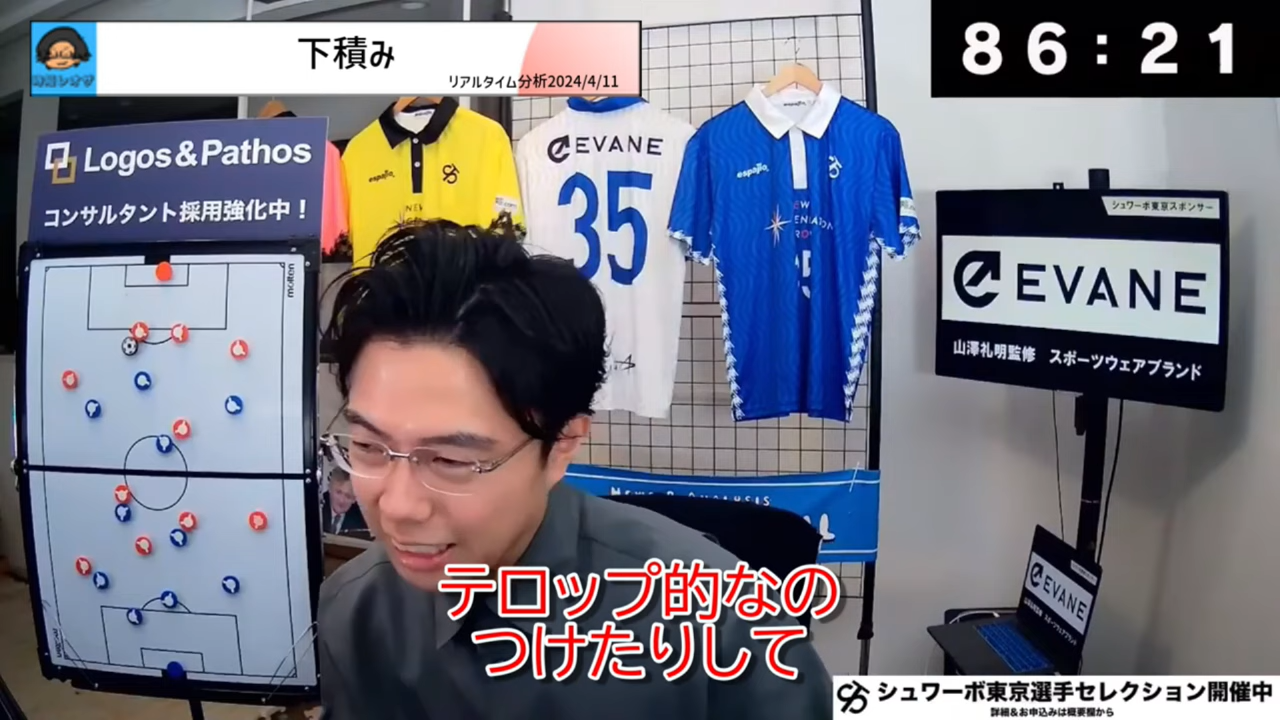 下積み
リアルタイム分析2024/4/11
86:21
Logos&Pathos
コンサルタント採用強化中！
molten
espajio
espajio
EVANE
35
シュワーボ東京スポンサー
EVANE
山澤礼明監修 スポーツウェアブランド
EVANE
テロップ的なの
つけたりして
シュワーボ東京選手セレクション開催中
詳細&お申込みは概要欄から